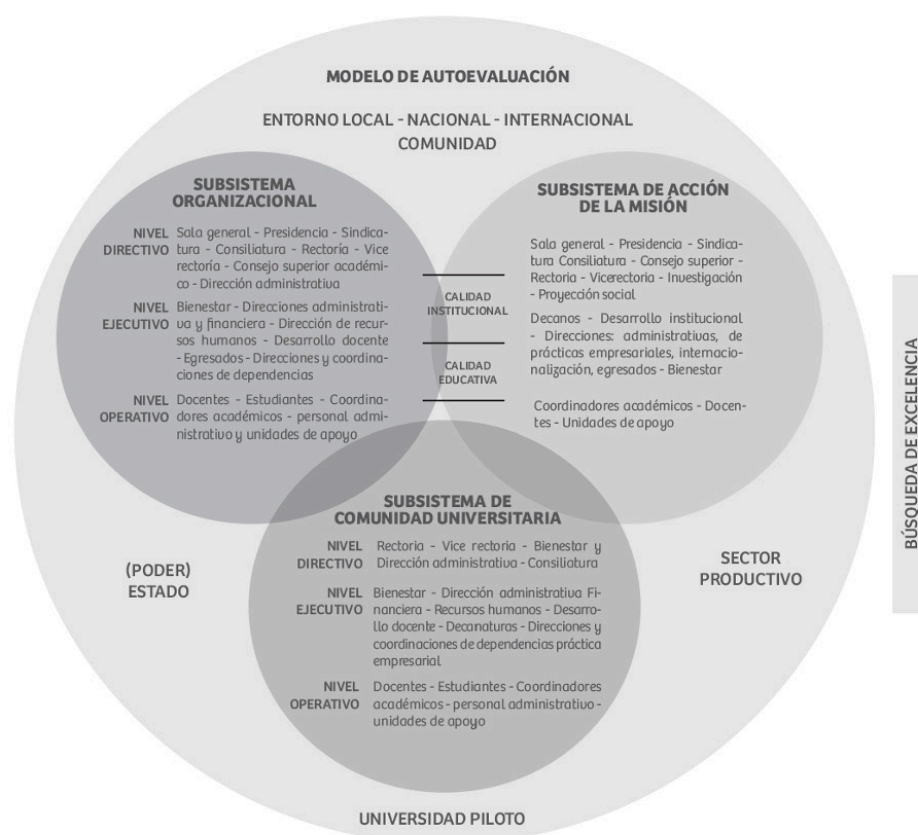 MODELO DE AUTOEVALUACIÓN
ENTORNO LOCAL - NACIONAL - INTERNACIONAL
COMUNIDAD
SUBSISTEMA
ORGANIZACIONAL
NIVEL
DIRECTIVO
Sala general - Presidencia - Sindica-
tura - Consiliatura - Rectoría - Vice
rectoría - Consejo superior académi-
co - Dirección administrativa
NIVEL
EJECUTIVO
Bienestar - Direcciones administrati-
va y financiera - Dirección de recur-
sos humanos - Desarrollo docente
- Egresados - Direcciones y coordina-
ciones de dependencias
NIVEL
OPERATIVO
Docentes - Estudiantes - Coordina-
dores académicos - personal admi-
nistrativo y unidades de apoyo
CALIDAD
INSTITUCIONAL
CALIDAD
EDUCATIVA
SUBSISTEMA DE ACCIÓN
DE LA MISIÓN
Sala general - Presidencia - Sindica-
tura Consiliatura - Consejo superior -
Rectoria - Vicerectoria - Investigación
- Proyección social
Decanos - Desarrollo institucional
- Direcciones: administrativas, de
prácticas empresariales, internacio-
nalización, egresados - Bienestar
Coordinadores académicos - Docen-
tes - Unidades de apoyo
SUBSISTEMA DE
COMUNIDAD UNIVERSITARIA
NIVEL
DIRECTIVO
Rectoria - Vice rectoria - Bienestar y
Dirección administrativa - Consiliatura
NIVEL
EJECUTIVO
Bienestar - Dirección administrativa Fi-
nanciera - Recursos humanos - Desarro-
llo docente - Decanaturas - Direcciones y
coordinaciones de dependencias práctica
empresarial
NIVEL
OPERATIVO
Docentes - Estudiantes - Coordinadores
académicos - personal administrativo -
unidades de apoyo
(PODER)
ESTADO
SECTOR
PRODUCTIVO
UNIVERSIDAD PILOTO
BÚSQUEDA DE EXCELENCIA